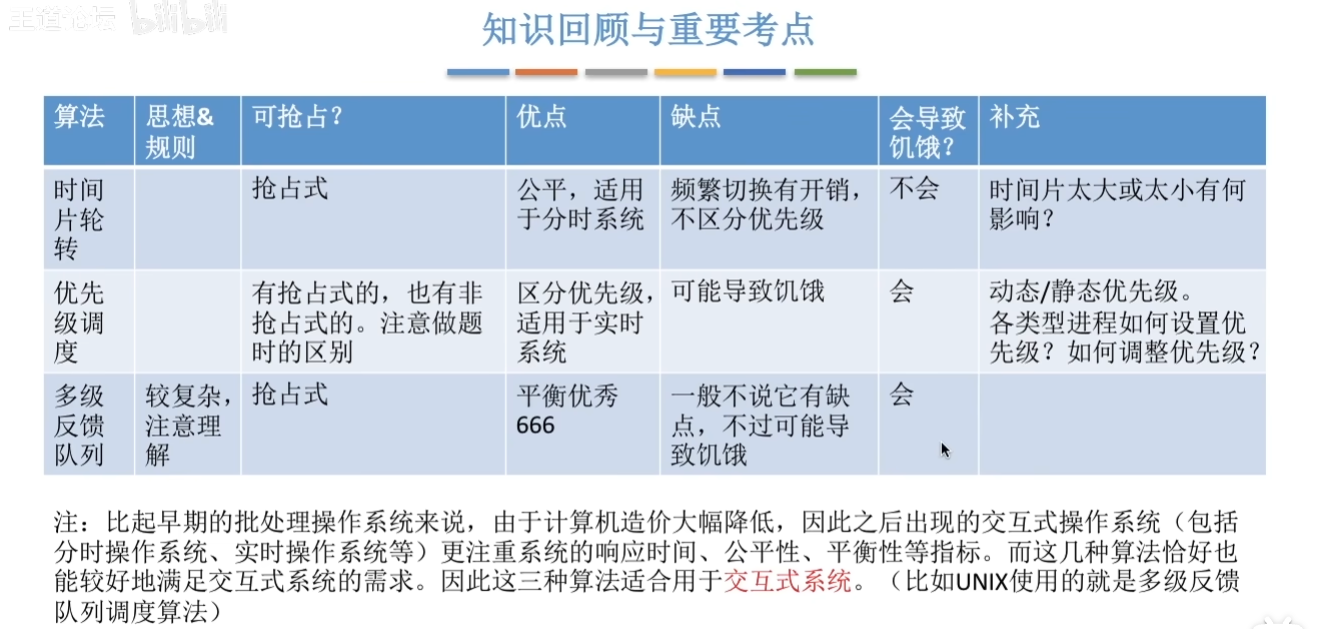 王道论坛 bilibili
知识回顾与重要考点
算法
思想&
规则
可抢占？
优点
缺点
会导致
饥饿？
补充
时间
片轮
转
抢占式
公平，适用
于分时系统
频繁切换有开销，
不区分优先级
不会
时间片太大或太小有何
影响？
优先
级调
度
有抢占式的，也有非
抢占式的。注意做题
时的区别
区分优先级，
适用于实时
系统
可能导致饥饿
会
动态/静态优先级。
各类型进程如何设置优
先级？如何调整优先级？
多级
反馈
队列
较复杂，
注意理
解
抢占式
平衡优秀
666
一般不说它有缺
点，不过可能导
致饥饿
会
注：比起早期的批处理操作系统来说，由于计算机造价大幅降低，因此之后出现的交互式操作系统（包括
分时操作系统、实时操作系统等）更注重系统的响应时间、公平性、平衡性等指标。而这几种算法恰好也
能较好地满足交互式系统的需求。因此这三种算法适合用于交互式系统。（比如UNIX使用的就是多级反馈
队列调度算法）